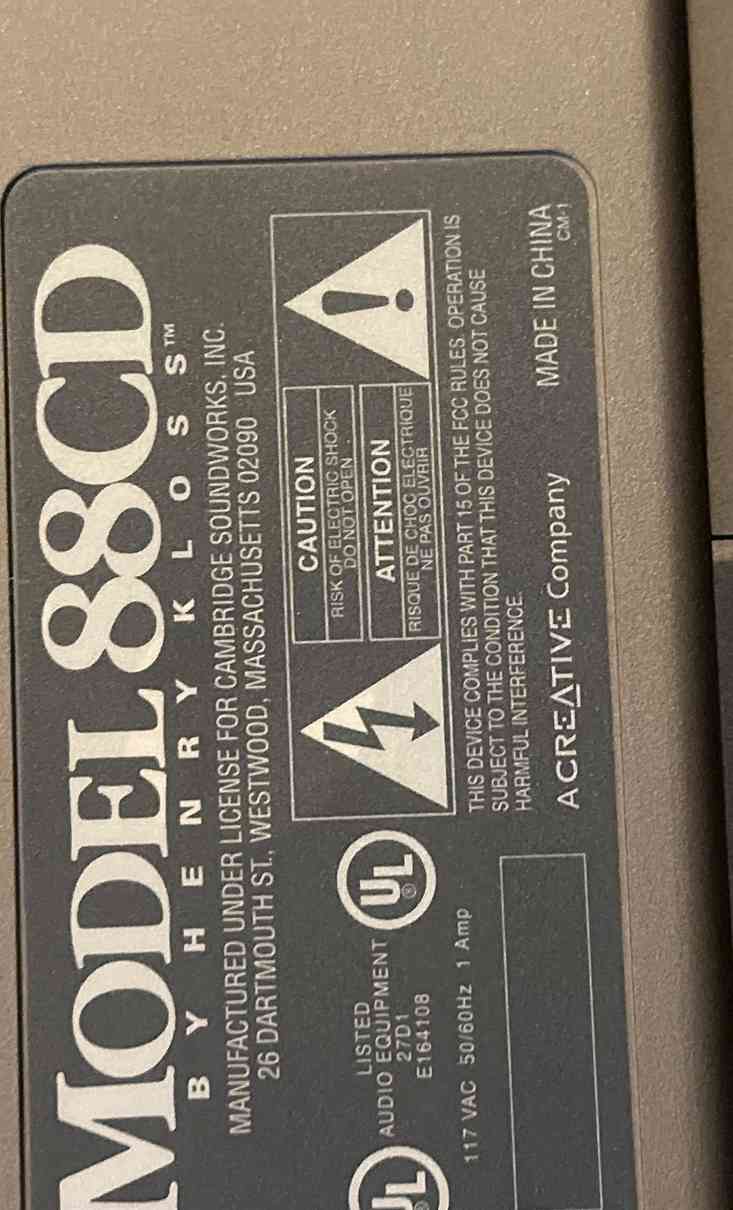 MODEL 88CD
BY HENRY KLOSS™
MANUFACTURED UNDER LICENSE FOR CAMBRIDGE SOUNDWORKS, INC.
26 DARTMOUTH ST., WESTWOOD, MASSACHUSETTS 02090 USA
UL
LISTED
AUDIO EQUIPMENT
27D1
E164108
UL
®
117 VAC 50/60Hz 1 Amp
CAUTION
RISK OF ELECTRIC SHOCK
DO NOT OPEN
ATTENTION
RISQUE DE CHOC ELECTRIQUE
NE PAS OUVRIR
!
THIS DEVICE COMPLIES WITH PART 15 OF THE FCC RULES. OPERATION IS
SUBJECT TO THE CONDITION THAT THIS DEVICE DOES NOT CAUSE
HARMFUL INTERFERENCE.
A CREATIVE Company
MADE IN CHINA
CM-1